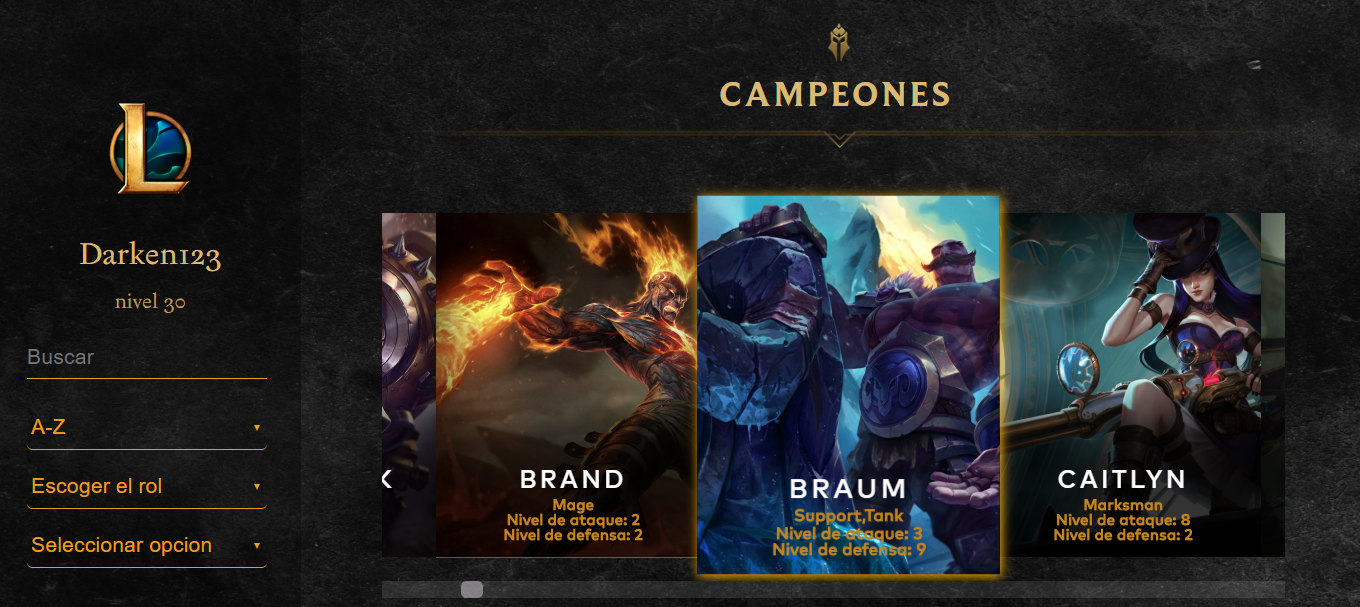 CAMPEONES
Darken123
nivel 30
Buscar
A-Z
Escoger el rol
Seleccionar opcion
K
BRAND
Mage
Nivel de ataque: 2
Nivel de defensa: 2
BRAUM
Support,Tank
Nivel de ataque: 3
Nivel de defensa: 9
CAITLYN
Marksman
Nivel de ataque: 8
Nivel de defensa: 2